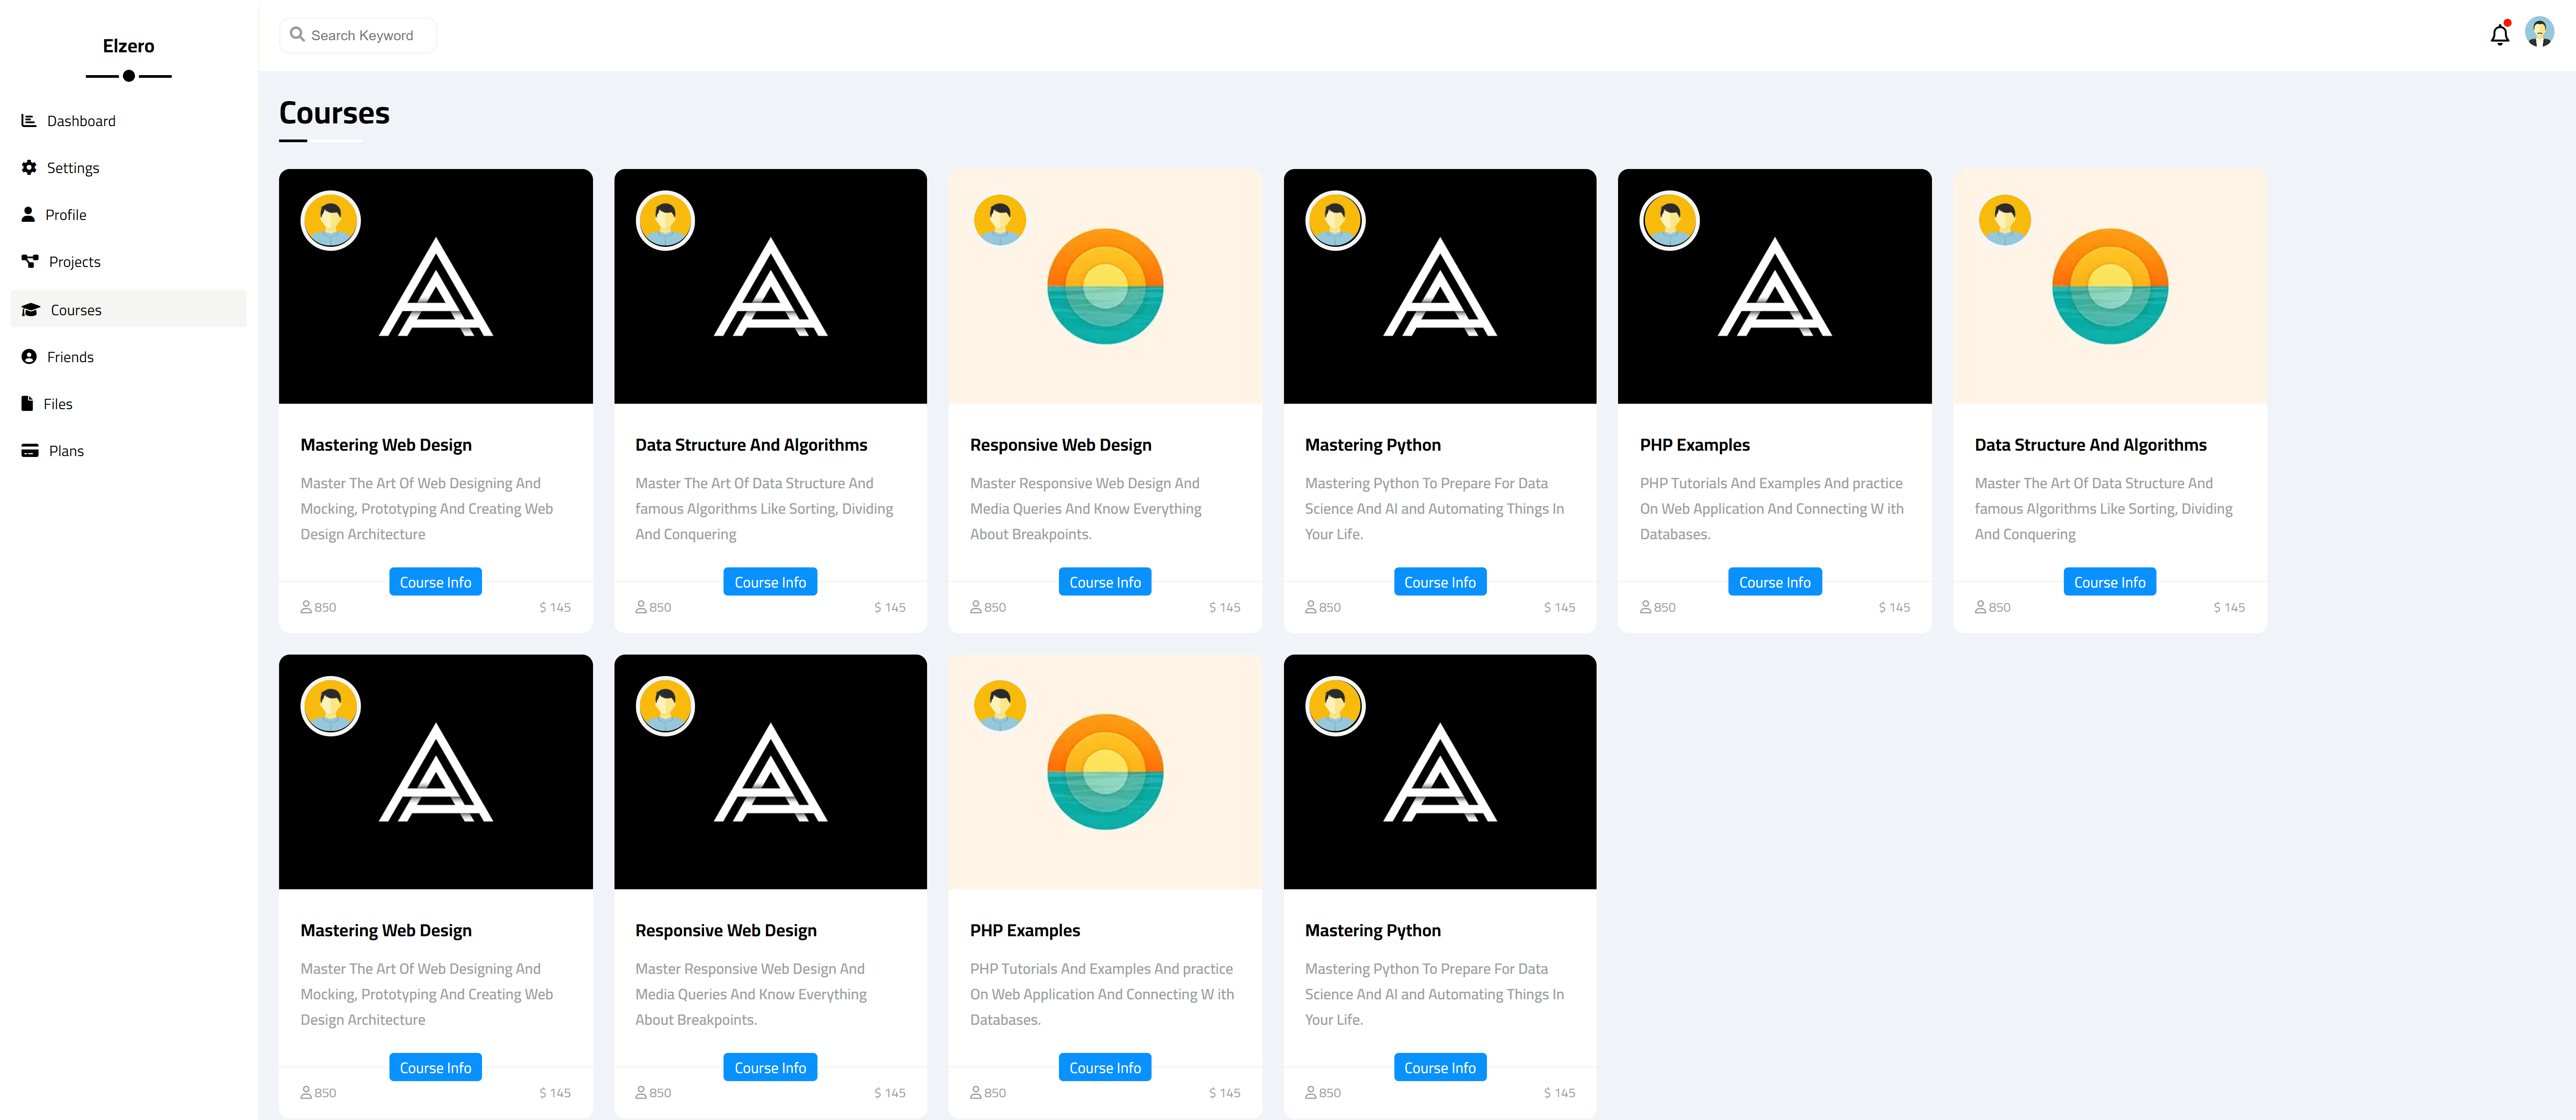 Elzero
Dashboard
Settings
Profile
Projects
Courses
Friends
Files
Plans
Search Keyword
Courses
Mastering Web Design
Master The Art Of Web Designing And
Mocking, Prototyping And Creating Web
Design Architecture
Course Info
850
$ 145
Data Structure And Algorithms
Master The Art Of Data Structure And
famous Algorithms Like Sorting, Dividing
And Conquering
Course Info
850
$ 145
Responsive Web Design
Master Responsive Web Design And
Media Queries And Know Everything
About Breakpoints.
Course Info
850
$ 145
Mastering Python
Mastering Python To Prepare For Data
Science And AI and Automating Things In
Your Life.
Course Info
850
$ 145
PHP Examples
PHP Tutorials And Examples And practice
On Web Application And Connecting W ith
Databases.
Course Info
850
$ 145
Data Structure And Algorithms
Master The Art Of Data Structure And
famous Algorithms Like Sorting, Dividing
And Conquering
Course Info
850
$ 145
Mastering Web Design
Master The Art Of Web Designing And
Mocking, Prototyping And Creating Web
Design Architecture
Course Info
850
$ 145
Responsive Web Design
Master Responsive Web Design And
Media Queries And Know Everything
About Breakpoints.
Course Info
850
$ 145
PHP Examples
PHP Tutorials And Examples And practice
On Web Application And Connecting W ith
Databases.
Course Info
850
$ 145
Mastering Python
Mastering Python To Prepare For Data
Science And AI and Automating Things In
Your Life.
Course Info
850
$ 145